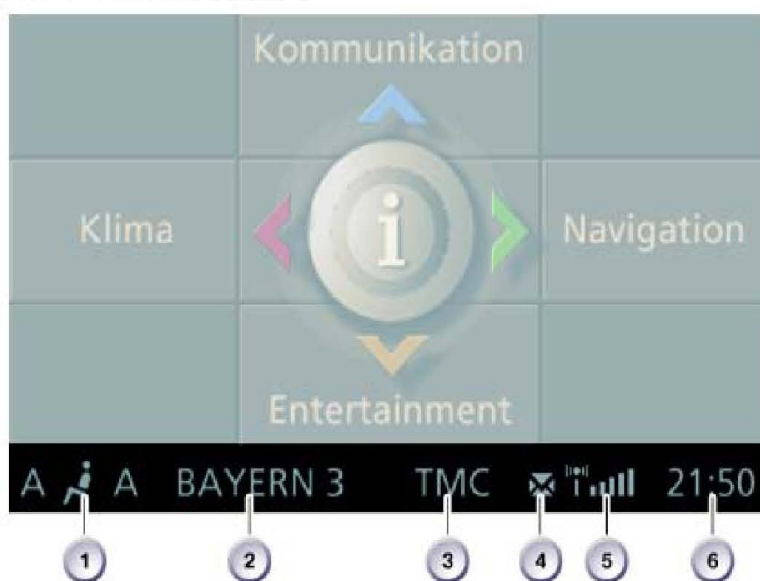 Kommunikation
Klima
i
Navigation
Entertainment
A A BAYERN 3 TMC 21:50
1 2 3 4 5 6